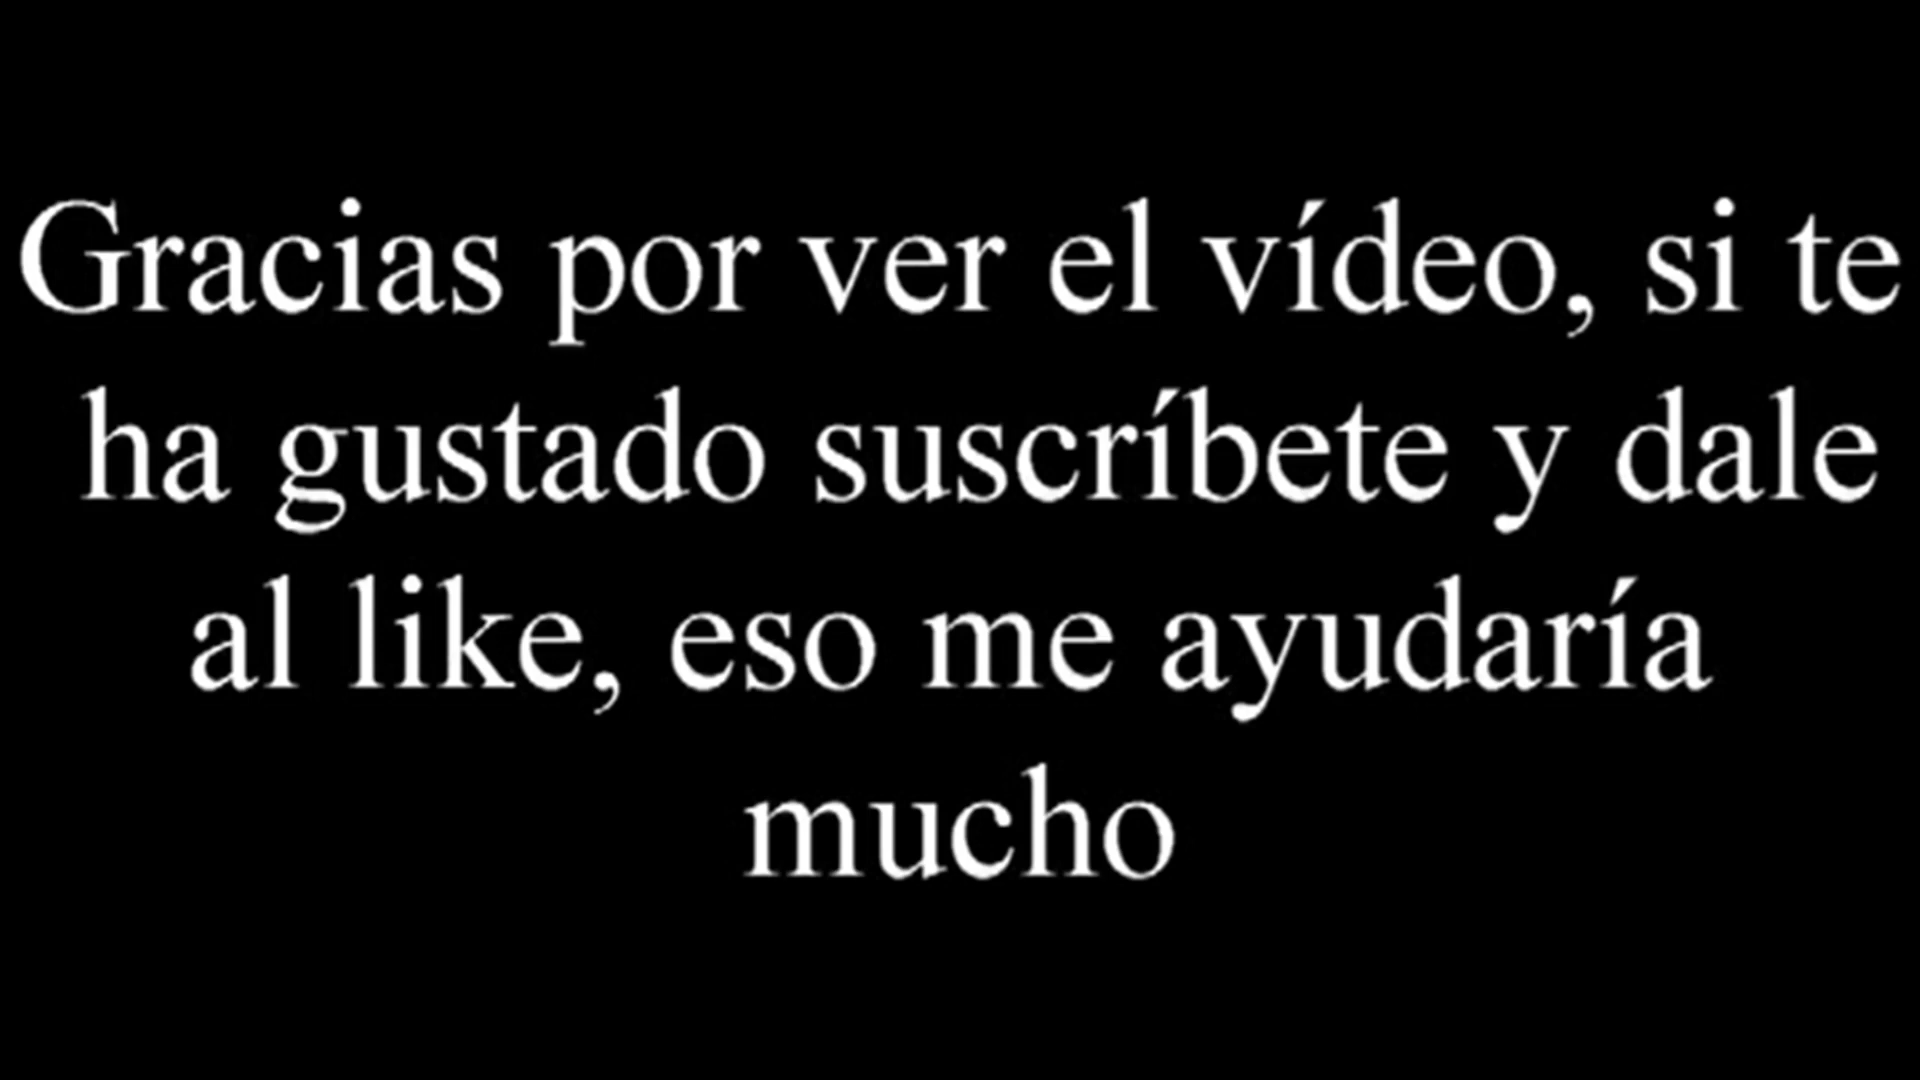 Gracias por ver el vídeo, si te
ha gustado suscríbete y dale
al like, eso me ayudaría
mucho